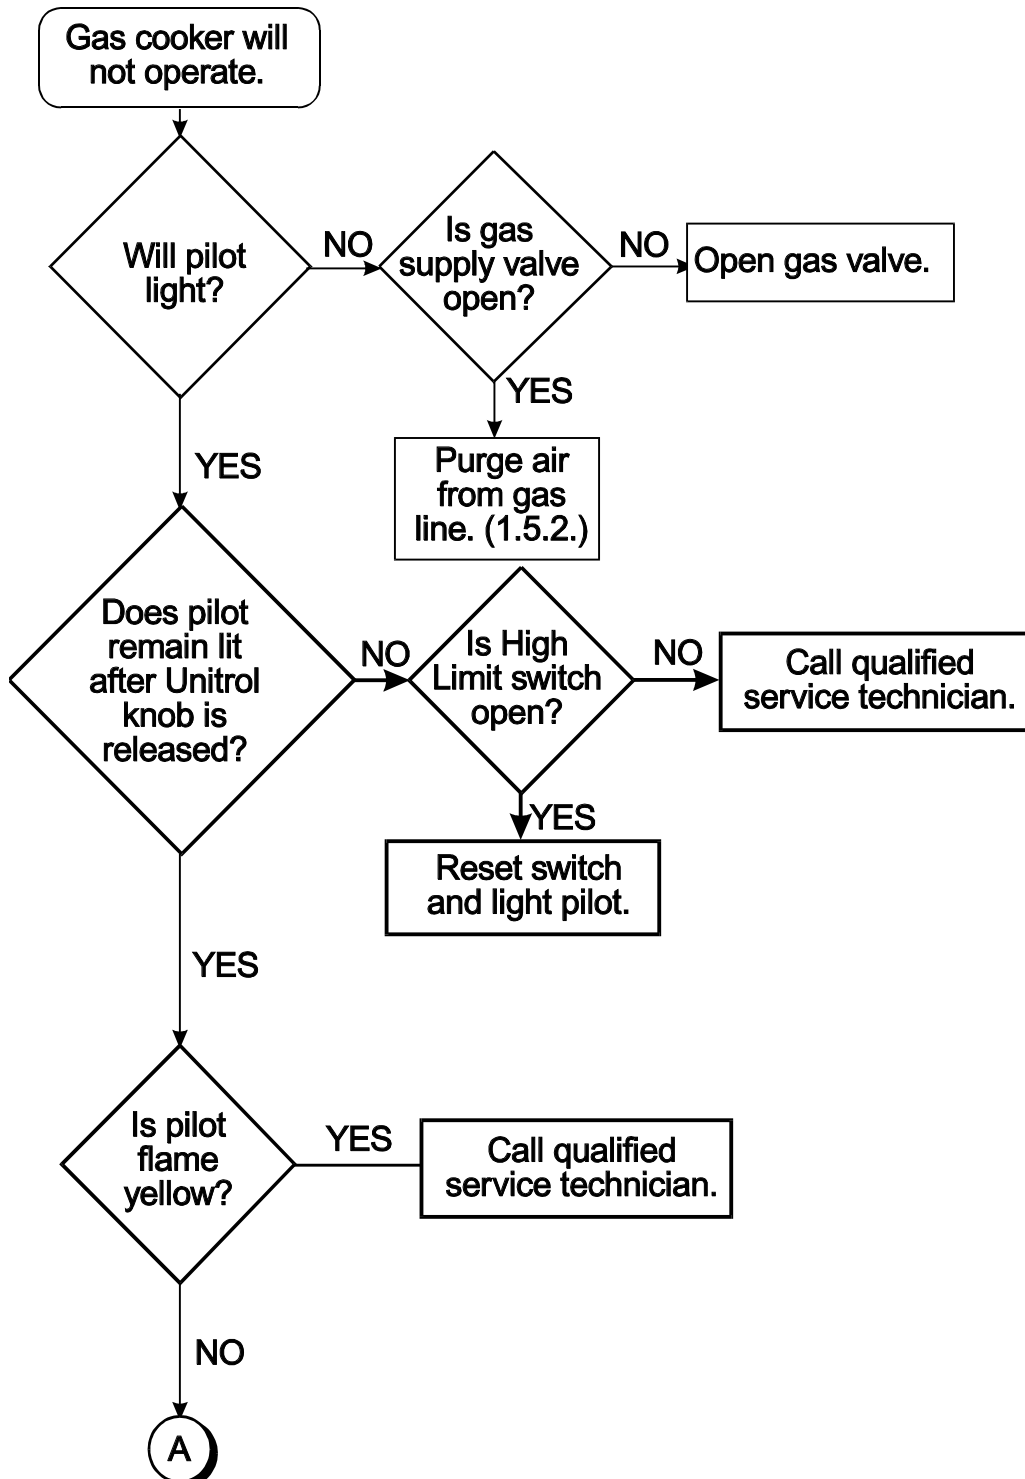 Gas cooker will
not operate.
Will pilot
light?
NO
Is gas
supply valve
open?
NO
Open gas valve.
YES
Purge air
from gas
line. (1.5.2.)
YES
Does pilot
remain lit
after Unitrol
knob is
released?
NO
Is High
Limit switch
open?
NO
Call qualified
service technician.
YES
Reset switch
and light pilot.
YES
Is pilot
flame
yellow?
YES
Call qualified
service technician.
NO
A